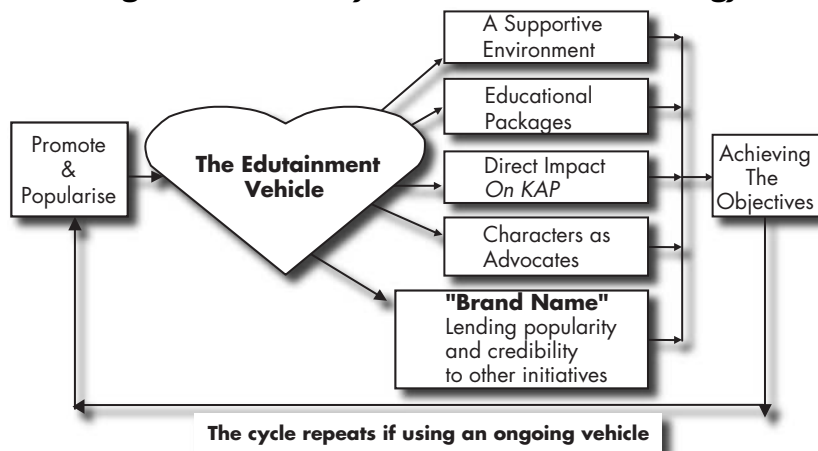 A Supportive
Environment
Educational
Packages
Promote
&
Popularise
The Edutainment
Vehicle
Direct Impact
On KAP
Achieving
The
Objectives
Characters as
Advocates
"Brand Name"
Lending popularity
and credibility
to other initiatives
The cycle repeats if using an ongoing vehicle